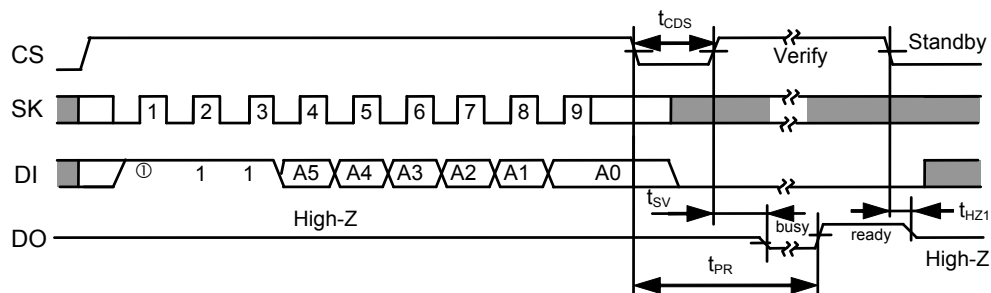 tCDS
CS Verify Standby
SK 1 2 3 4 5 6 7 8 9
DI ① 1 1 A5 A4 A3 A2 A1 A0
tSV busy tHZ1
High-Z ready
DO High-Z
tPR